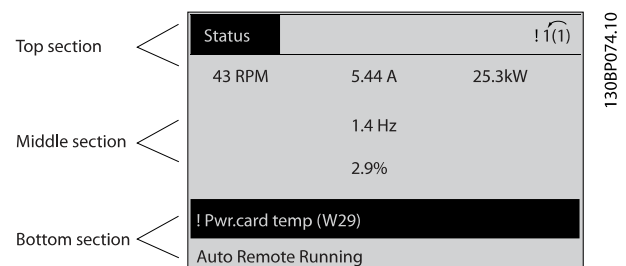 Top section
Status
! 1(1)
43 RPM 5.44 A 25.3kW
Middle section
1.4 Hz
2.9%
Bottom section
! Pwr.card temp (W29)
Auto Remote Running
130BP074.10